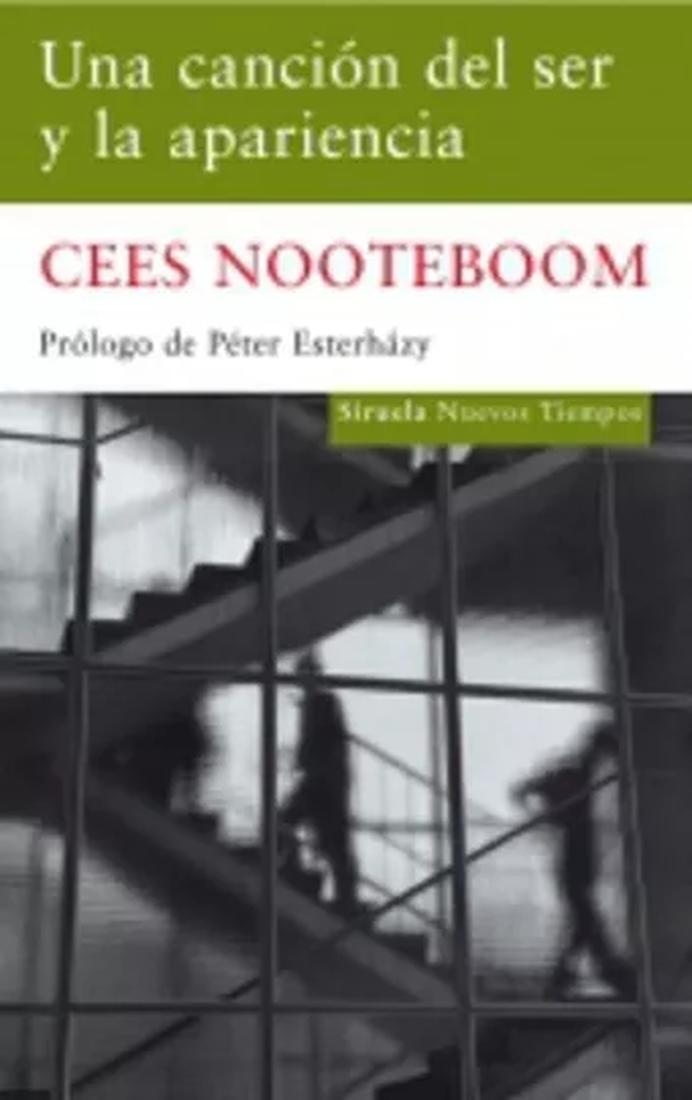 Una canción del ser
y la apariencia
CEES NOOTEBOOM
Prólogo de Péter Esterházy
Siruela Nuevos Tiempos